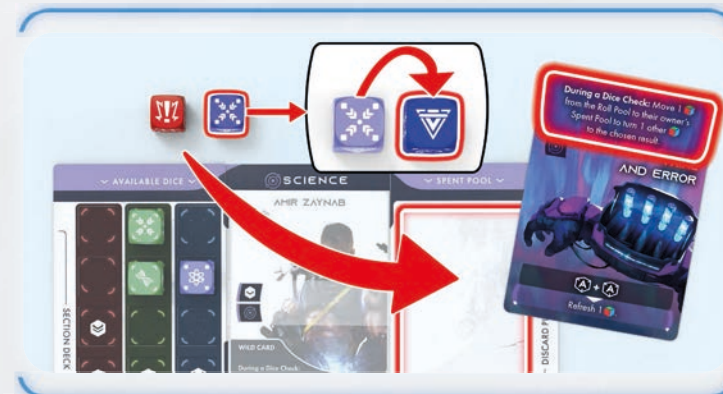 During a Dice Check: Move 1
from the Roll Pool to their owner's
Spent Pool to turn 1 other
to the chosen result.
AND ERROR
AVAILABLE DICE
SCIENCE
SPENT POOL
AMIR ZAYNAB
SECTION DECK
WILD CARD
During a Dice Check:
DISCARD P
A + A
Refresh 1